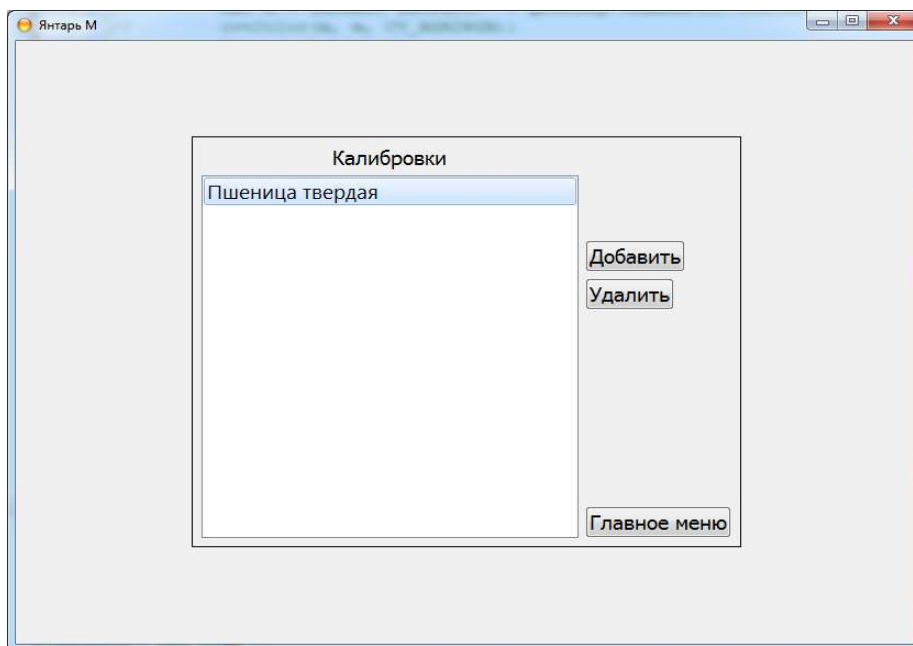 Янтарь М
Калибровки
Пшеница твердая
Добавить
Удалить
Главное меню